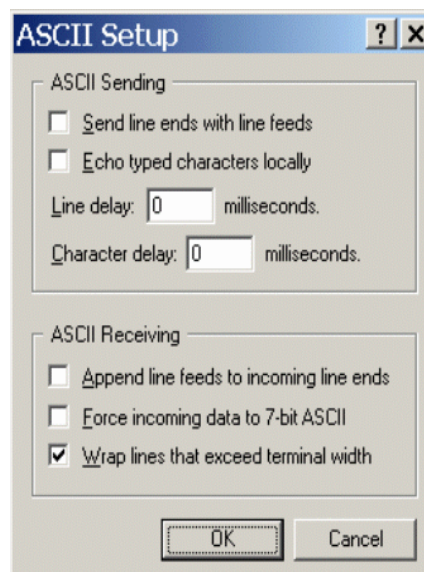 ASCII Setup
ASCII Sending
Send line ends with line feeds
Echo typed characters locally
Line delay: 0 milliseconds.
Character delay: 0 milliseconds.
ASCII Receiving
Append line feeds to incoming line ends
Force incoming data to 7-bit ASCII
Wrap lines that exceed terminal width
OK Cancel